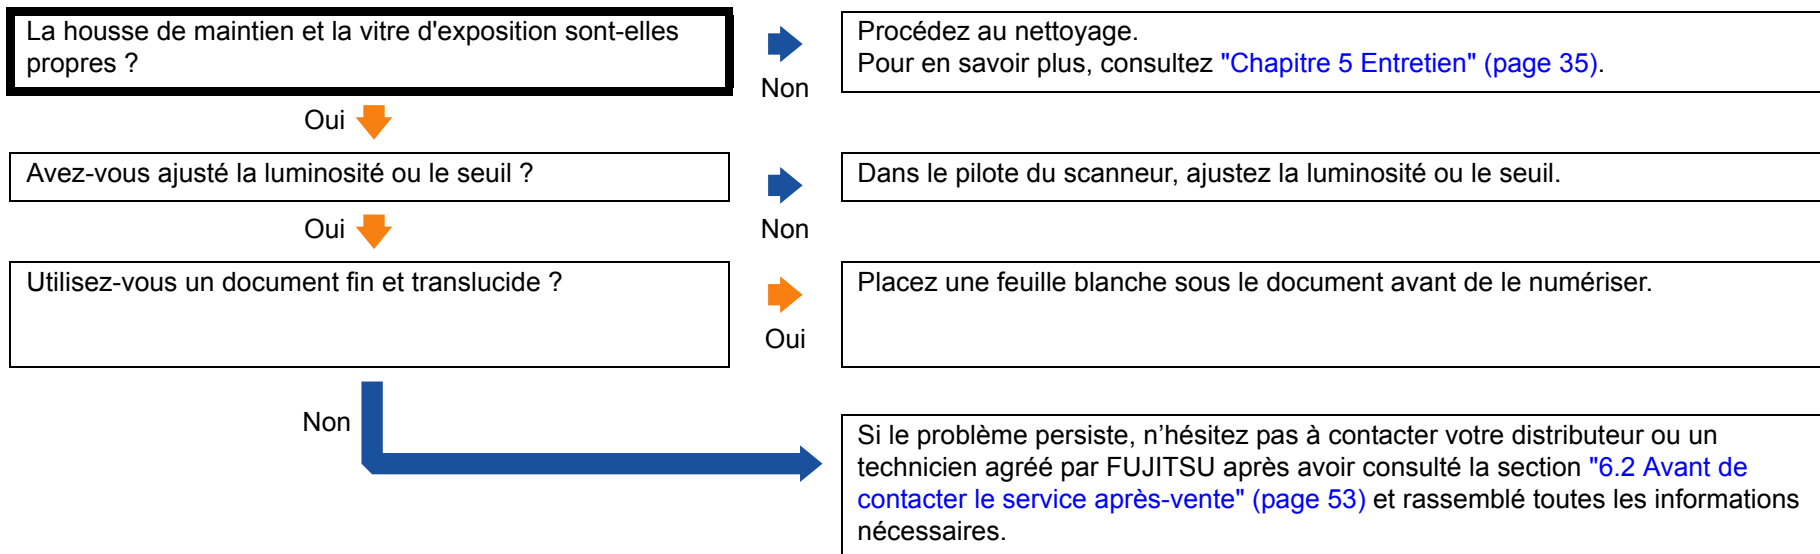 La housse de maintien et la vitre d'exposition sont-elles
propres ?
Non
Procédez au nettoyage.
Pour en savoir plus, consultez "Chapitre 5 Entretien" (page 35).
Oui
Avez-vous ajusté la luminosité ou le seuil ?
Non
Dans le pilote du scanneur, ajustez la luminosité ou le seuil.
Oui
Utilisez-vous un document fin et translucide ?
Oui
Placez une feuille blanche sous le document avant de le numériser.
Non
Si le problème persiste, n’hésitez pas à contacter votre distributeur ou un
technicien agréé par FUJITSU après avoir consulté la section "6.2 Avant de
contacter le service après-vente" (page 53) et rassemblé toutes les informations
nécessaires.